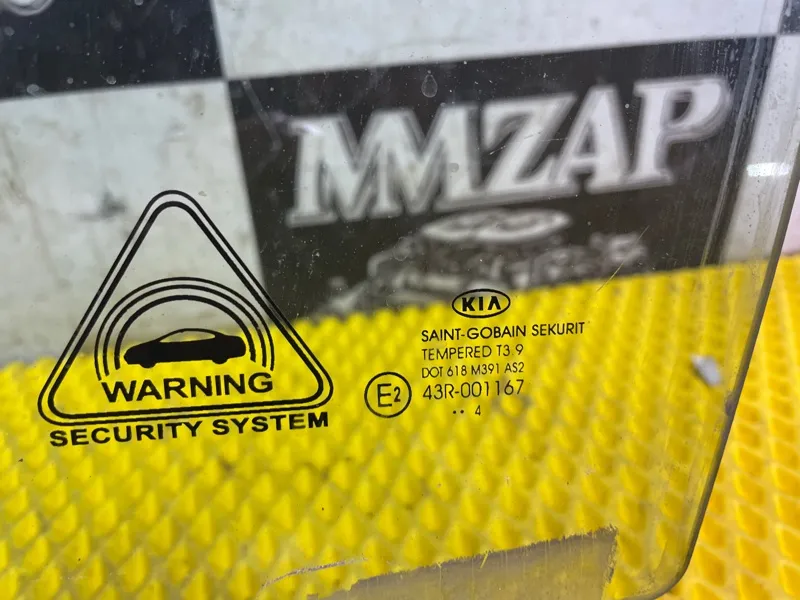 MMZAP
KIA
SAINT-GOBAIN SEKURIT
TEMPERED T3 9
DOT 618 M391 AS2
E2 43R-001167
·· 4
WARNING
SECURITY SYSTEM